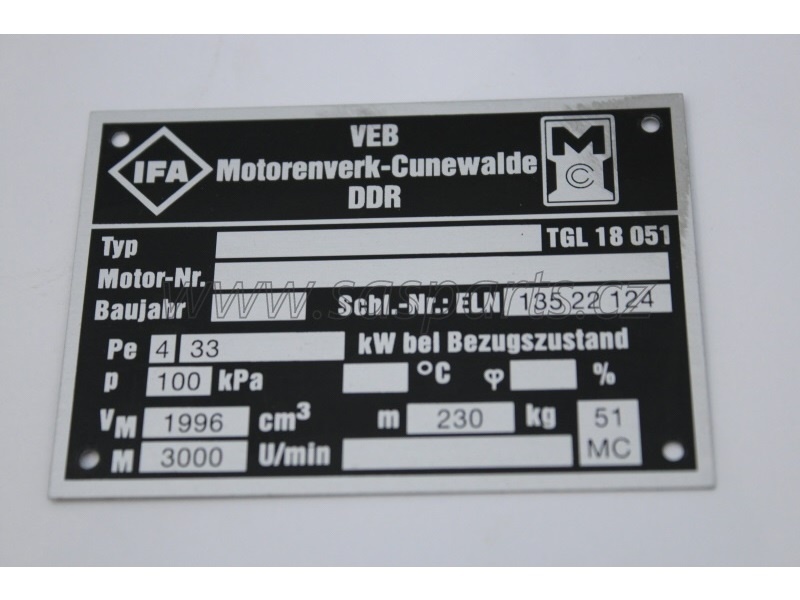 VEB
IFA Motorenverk-Cunewalde M C
DDR
Typ TGL 18 051
Motor-Nr.
www.sasparts.cz
Baujahr Schl.-Nr.: ELN 135 22 124
Pe 4 33 kW bei Bezugszustand
p 100 kPa °C φ %
VM 1996 cm³ m 230 kg 51
M 3000 U/min MC